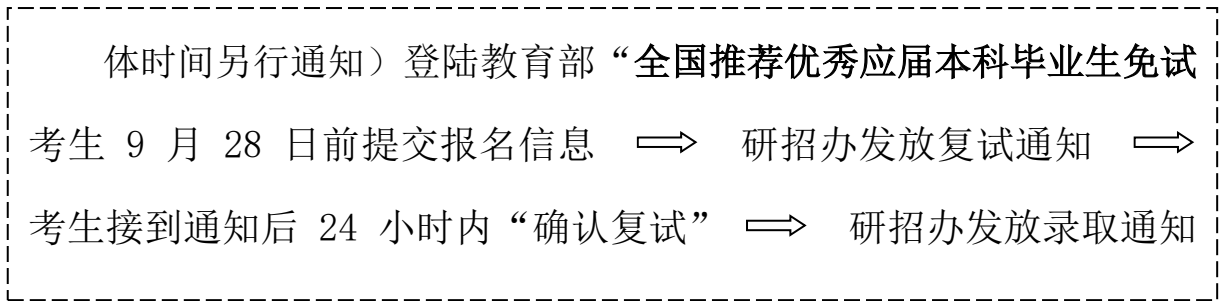 体时间另行通知）登陆教育部“全国推荐优秀应届本科毕业生免试
考生 9 月 28 日前提交报名信息 ⇨ 研招办发放复试通知 ⇨
考生接到通知后 24 小时内“确认复试” ⇨ 研招办发放录取通知